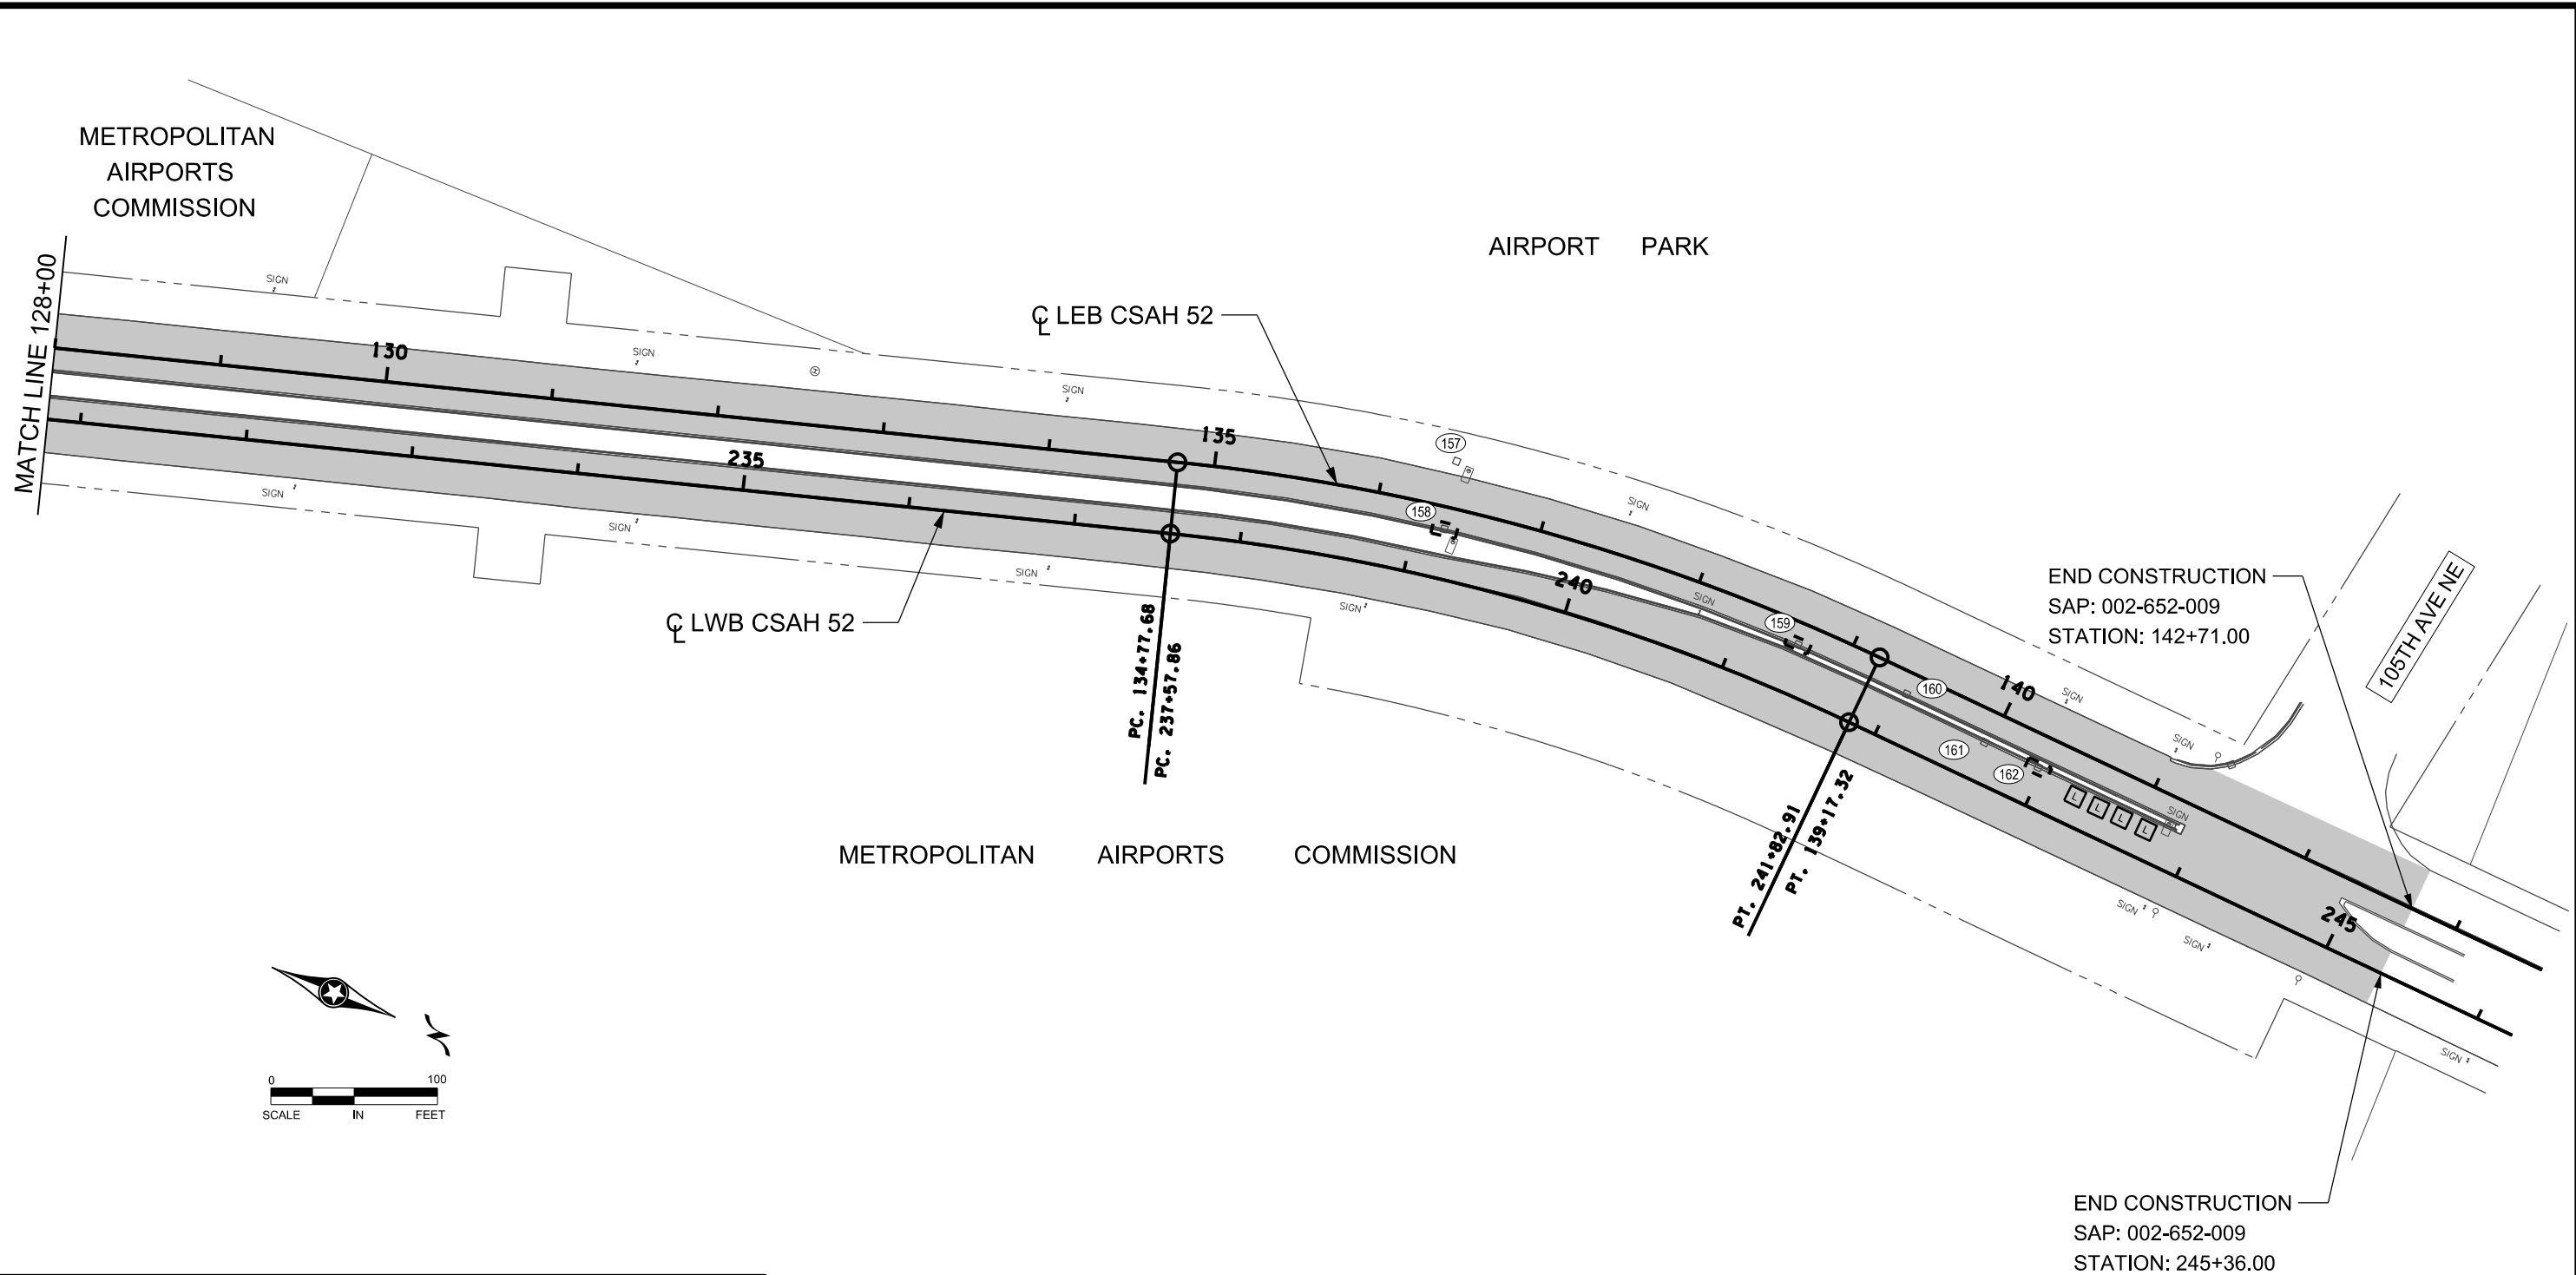 METROPOLITAN
AIRPORTS
COMMISSION
AIRPORT PARK
MATCH LINE 128+00
SIGN
SIGN
SIGN
SIGN
℄ LEB CSAH 52
130
135
157
158
235
SIGN
SIGN
SIGN
SIGN
℄ LWB CSAH 52
240
SIGN
159
160
161
162
140
SIGN
SIGN
SIGN
L
L
L
L
END CONSTRUCTION
SAP: 002-652-009
STATION: 142+71.00
105TH AVE NE
PC. 134+77.68
PC. 237+57.86
PT. 241+82.91
PT. 139+17.32
METROPOLITAN AIRPORTS COMMISSION
245
SIGN
SIGN
SIGN
0 100
SCALE IN FEET
END CONSTRUCTION
SAP: 002-652-009
STATION: 245+36.00